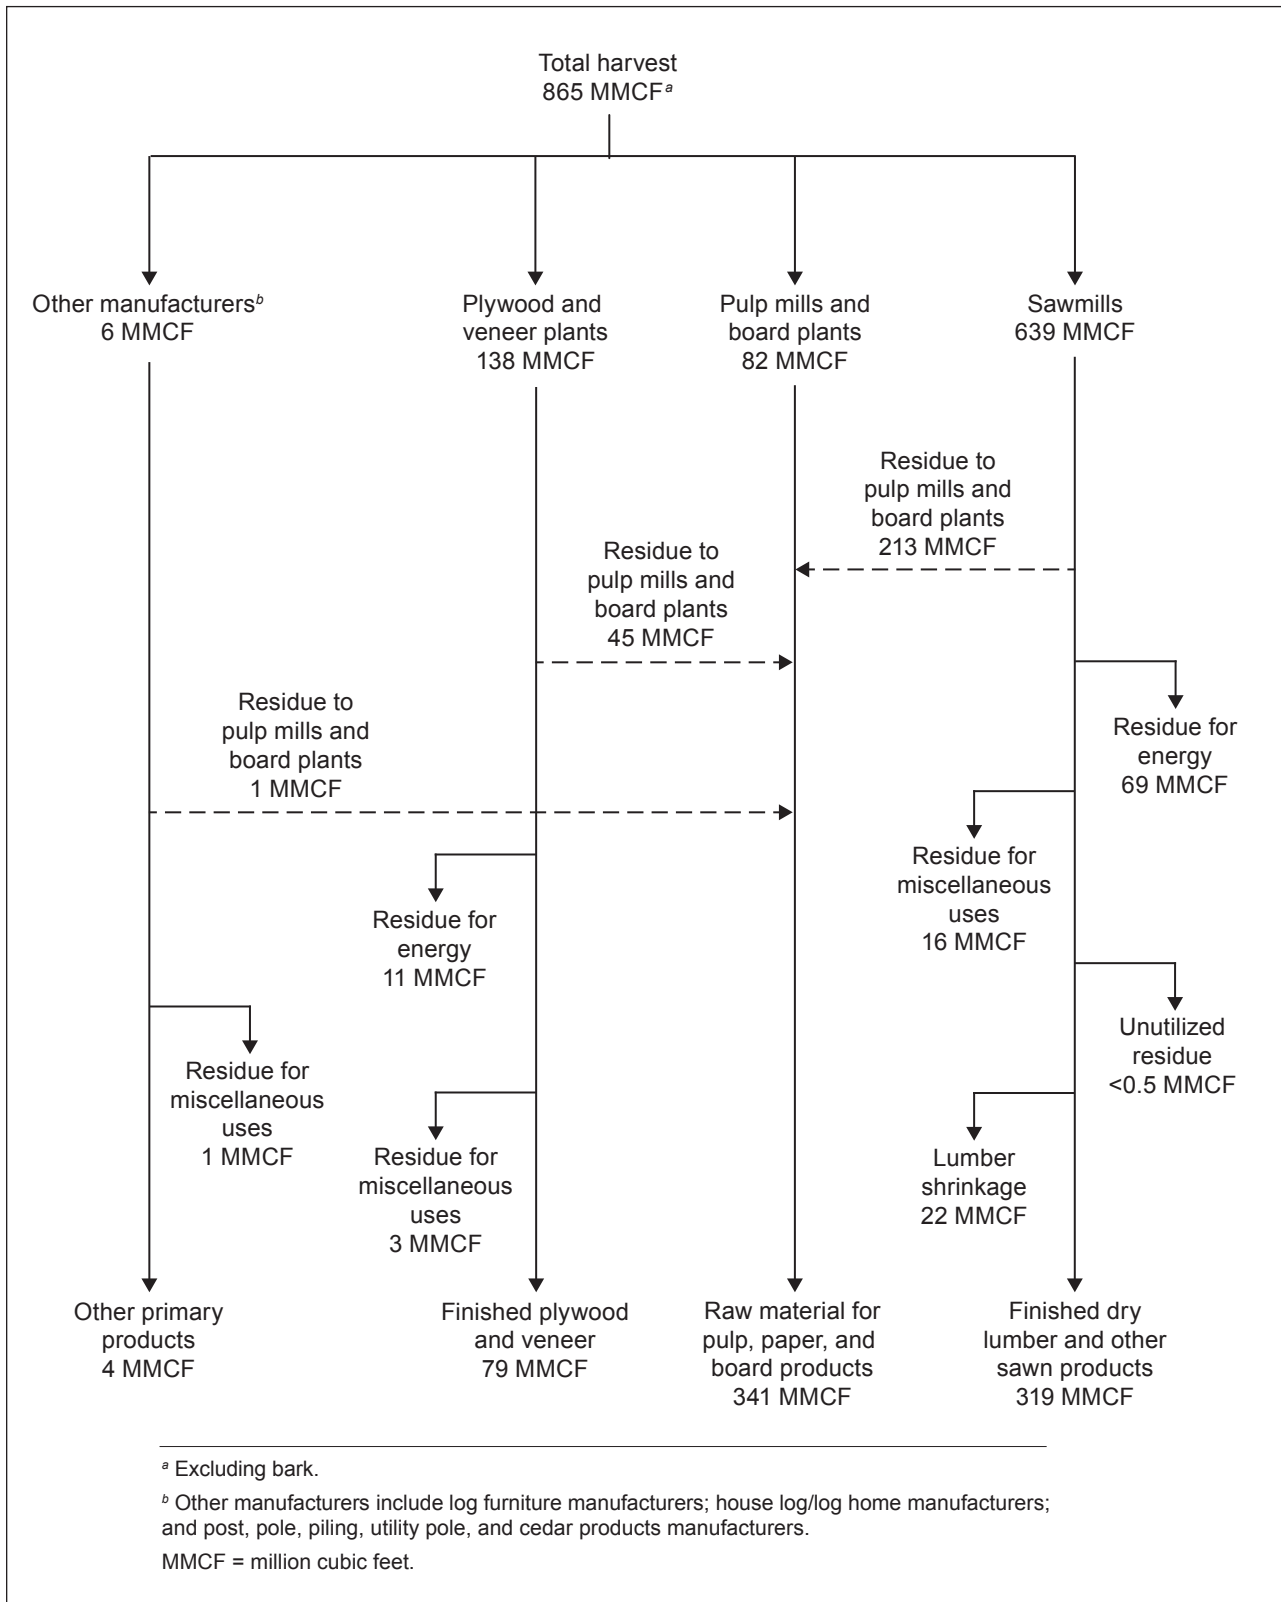 Total harvest
865 MMCFa
Other manufacturersb
6 MMCF
Plywood and
veneer plants
138 MMCF
Pulp mills and
board plants
82 MMCF
Sawmills
639 MMCF
Residue to
pulp mills and
board plants
213 MMCF
Residue to
pulp mills and
board plants
45 MMCF
Residue to
pulp mills and
board plants
1 MMCF
Residue for
energy
69 MMCF
Residue for
miscellaneous
uses
16 MMCF
Residue for
energy
11 MMCF
Unutilized
residue
<0.5 MMCF
Residue for
miscellaneous
uses
1 MMCF
Residue for
miscellaneous
uses
3 MMCF
Lumber
shrinkage
22 MMCF
Other primary
products
4 MMCF
Finished plywood
and veneer
79 MMCF
Raw material for
pulp, paper, and
board products
341 MMCF
Finished dry
lumber and other
sawn products
319 MMCF
a Excluding bark.
b Other manufacturers include log furniture manufacturers; house log/log home manufacturers;
and post, pole, piling, utility pole, and cedar products manufacturers.
MMCF = million cubic feet.